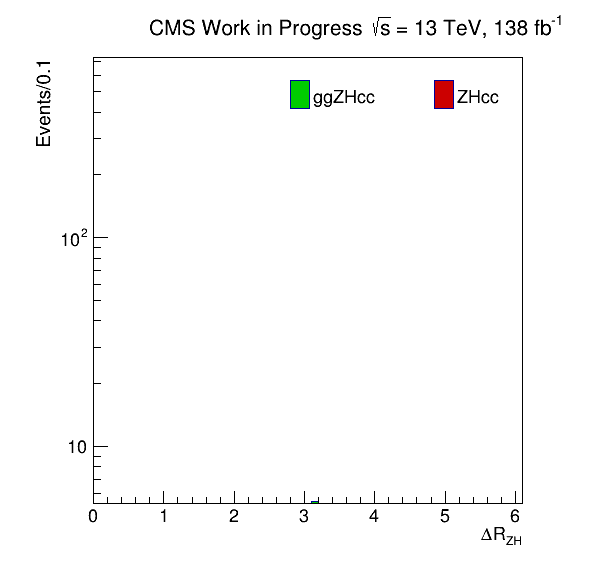 CMS Work in Progress √s = 13 TeV, 138 fb⁻¹
Events/0.1
ggZHcc
ZHcc
10²
10
0 1 2 3 4 5 6
ΔR_ZH